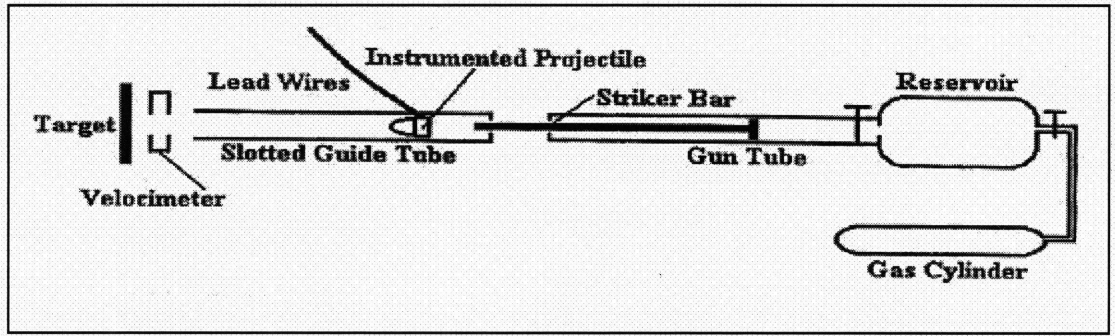 Instrumented Projectile
Lead Wires
Reservoir
Striker Bar
Target
Slotted Guide Tube
Gun Tube
Velocimeter
Gas Cylinder